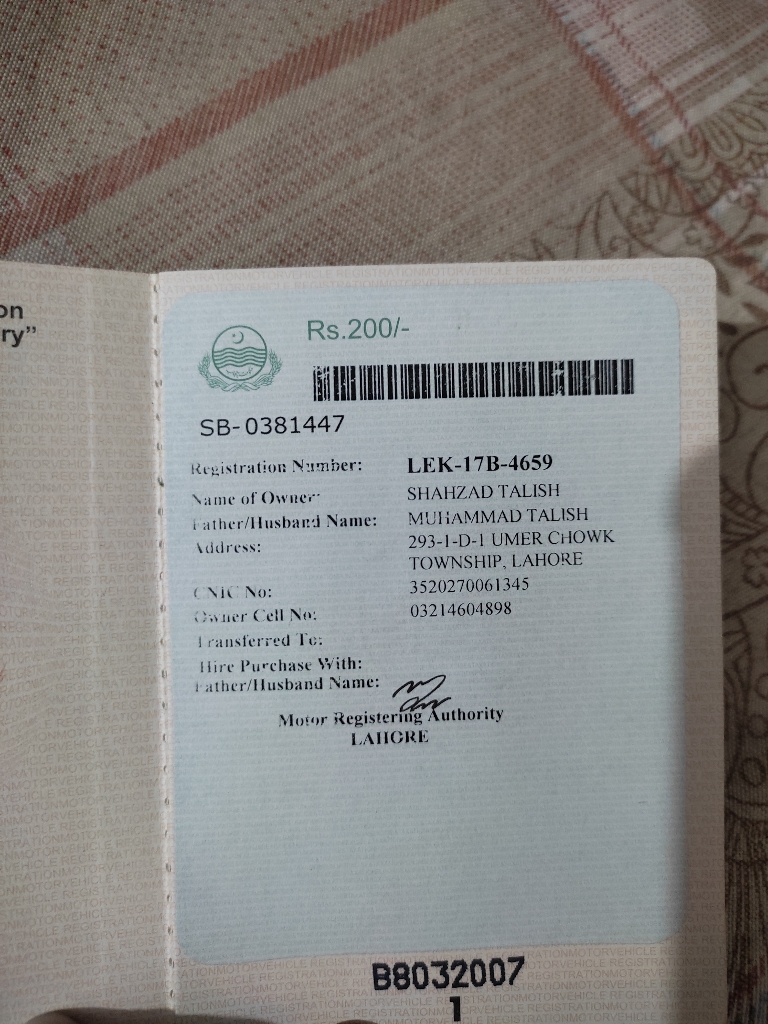 on
ry”
Rs.200/-
SB-0381447
Registration Number: LEK-17B-4659
Name of Owner: SHAHZAD TALISH
Father/Husband Name: MUHAMMAD TALISH
Address: 293-1-D-1 UMER CHOWK
TOWNSHIP, LAHORE
CNIC No: 3520270061345
Owner Cell No: 03214604898
Transferred To:
Hire Purchase With:
Father/Husband Name:
Motor Registering Authority
LAHORE
B8032007
1